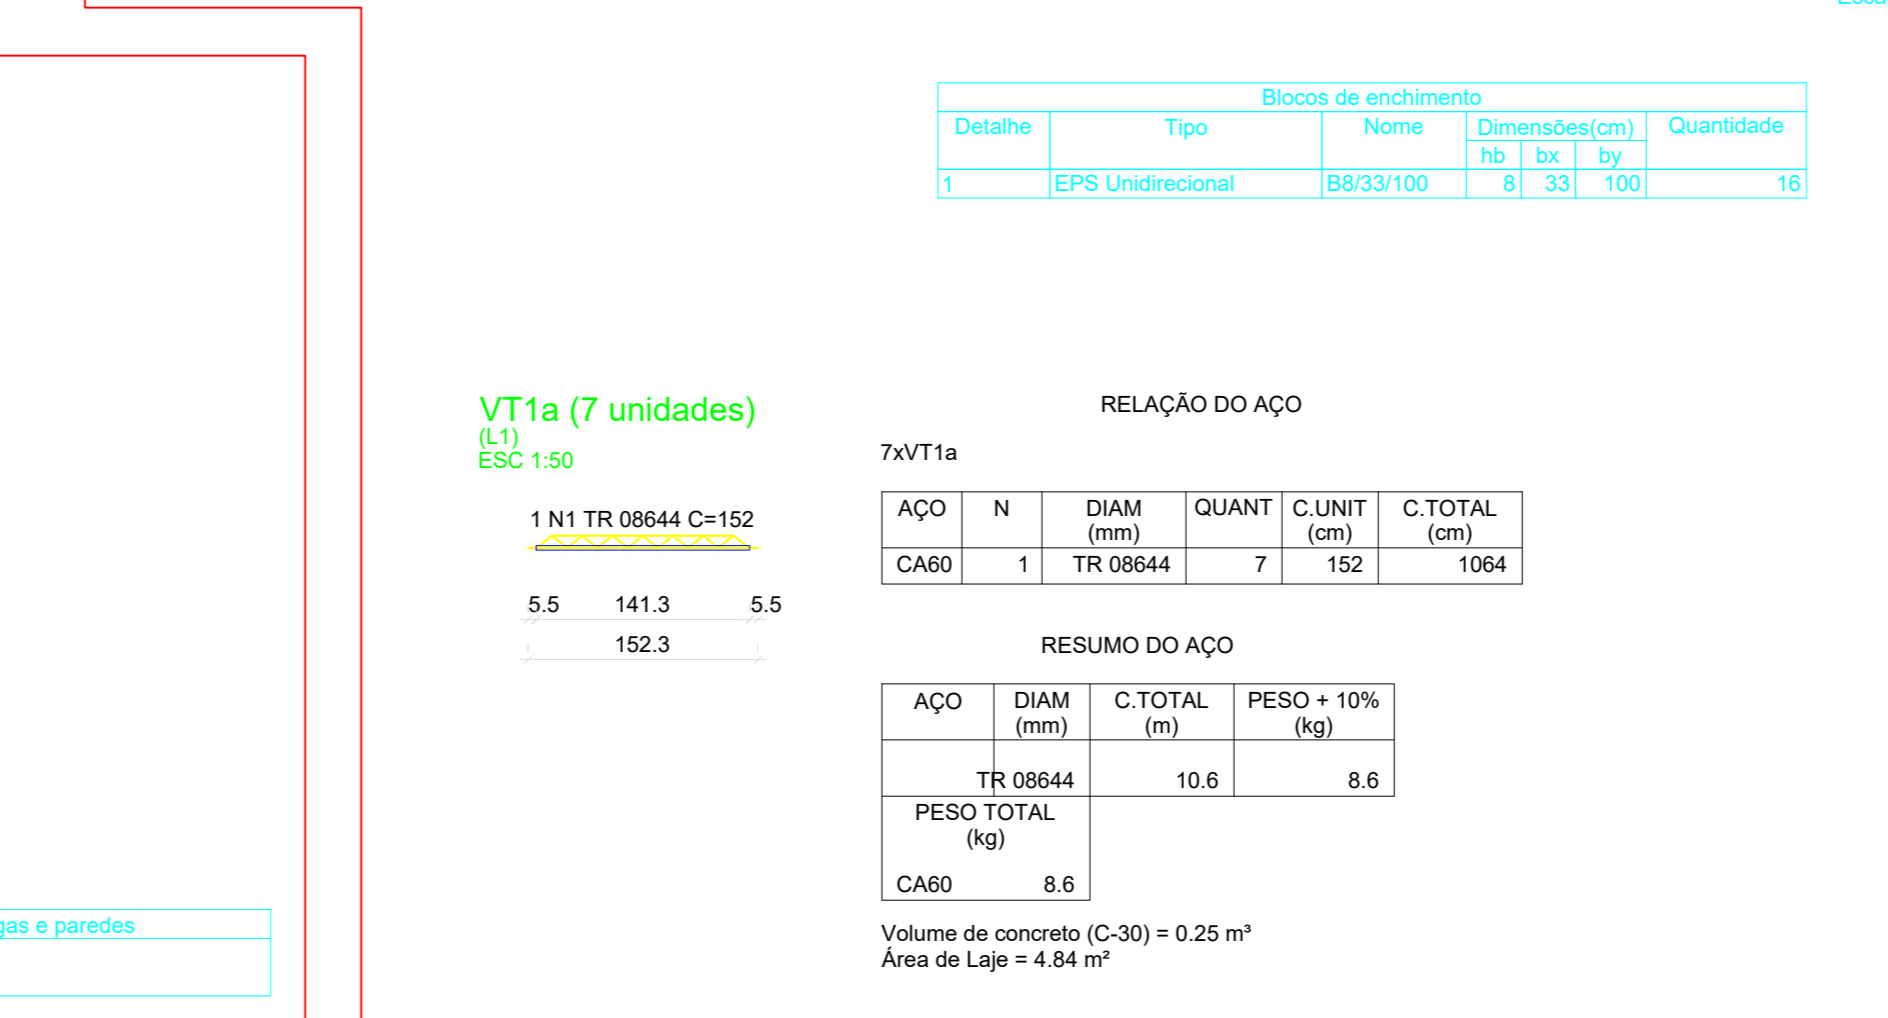 Blocos de enchimento
Detalhe Tipo Nome Dimensões(cm) Quantidade
hb bx by
1 EPS Unidirecional B8/33/100 8 33 100 16
VT1a (7 unidades)
(L1)
ESC 1:50
1 N1 TR 08644 C=152
5.5 141.3 5.5
152.3
RELAÇÃO DO AÇO
7xVT1a
AÇO N DIAM QUANT C.UNIT C.TOTAL
(mm) (cm) (cm)
CA60 1 TR 08644 7 152 1064
RESUMO DO AÇO
AÇO DIAM C.TOTAL PESO + 10%
(mm) (m) (kg)
TR 08644 10.6 8.6
PESO TOTAL
(kg)
CA60 8.6
Volume de concreto (C-30) = 0.25 m³
Área de Laje = 4.84 m²
gas e paredes